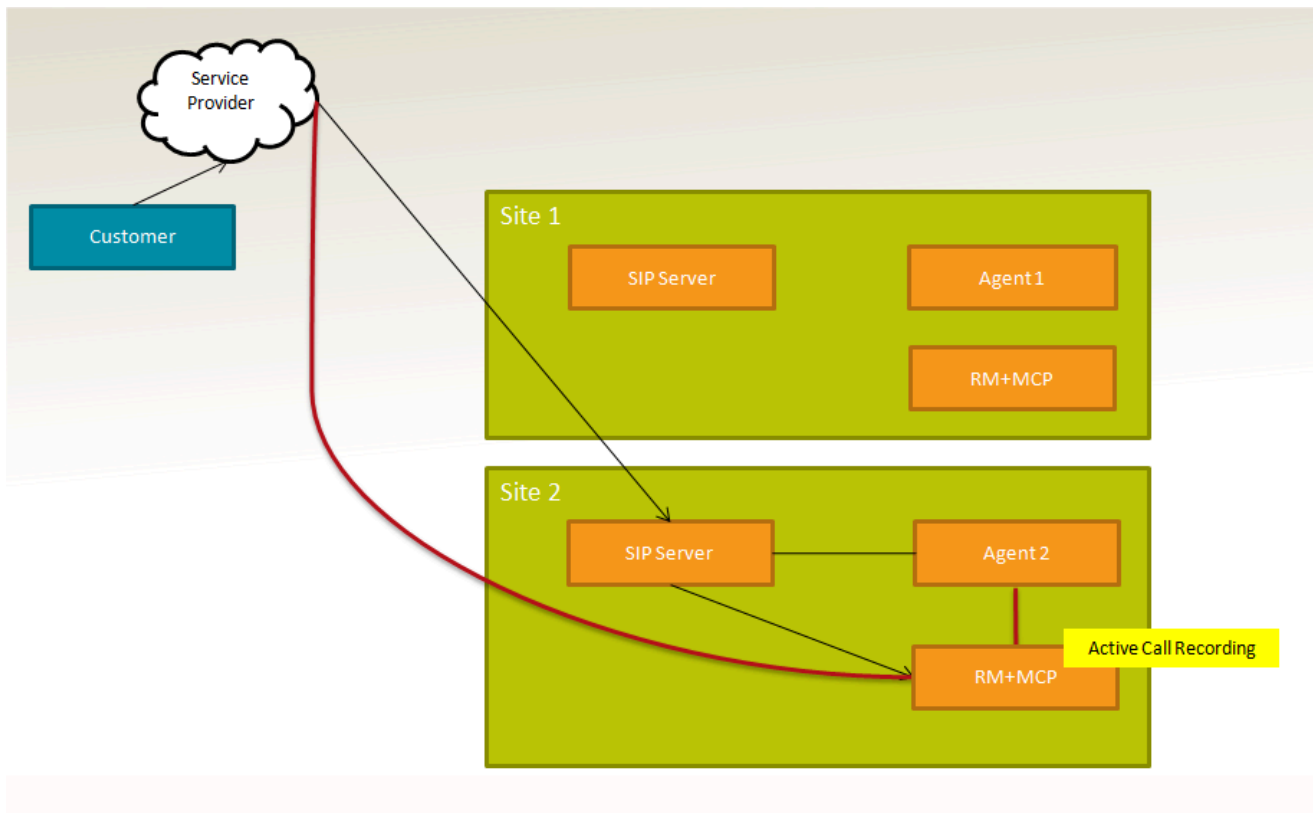 Service
Provider
Customer
Site 1
SIP Server
Agent 1
RM+MCP
Site 2
SIP Server
Agent 2
Active Call Recording
RM+MCP